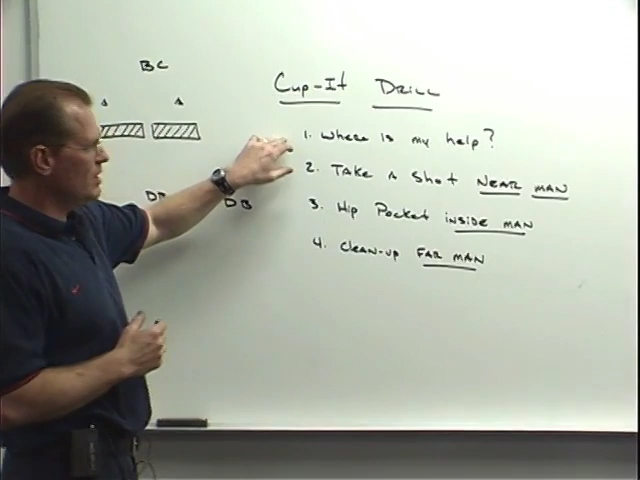 BC
Cup-It Drill
1. Where is my help?
2. Take A Shot Near Man
3. Hip Pocket inside man
4. Clean-up Far Man
DB
DB